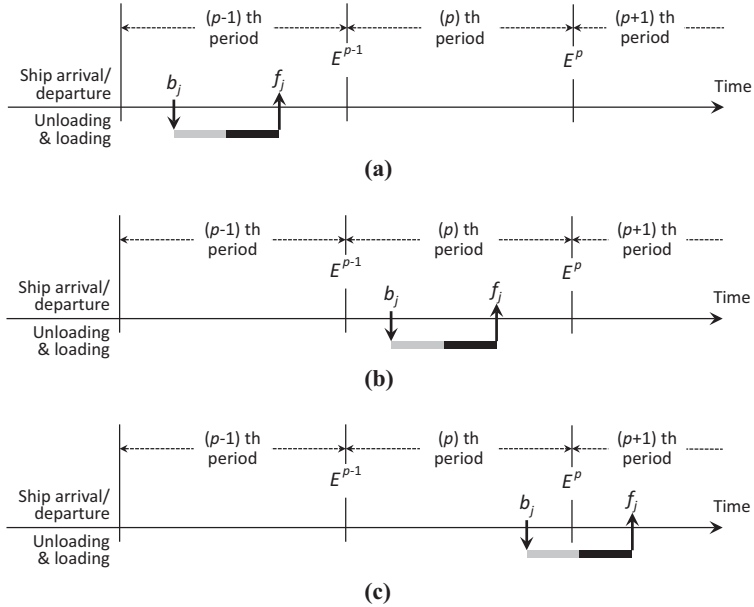 (p-1) th period
(p) th period
(p+1) th period
E^{p-1}
E^p
Ship arrival/
departure
b_j
f_j
Time
Unloading
& loading
(a)
(p-1) th period
(p) th period
(p+1) th period
E^{p-1}
E^p
Ship arrival/
departure
b_j
f_j
Time
Unloading
& loading
(b)
(p-1) th period
(p) th period
(p+1) th period
E^{p-1}
E^p
Ship arrival/
departure
b_j
f_j
Time
Unloading
& loading
(c)